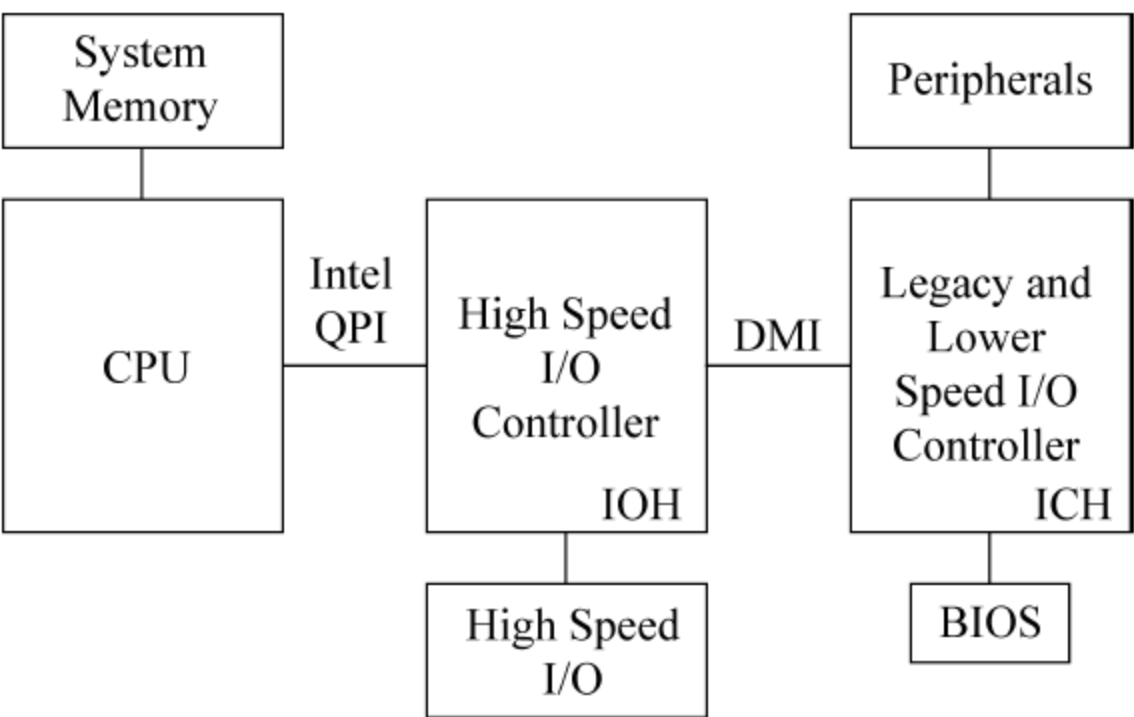 System
Memory
Peripherals
CPU
Intel
QPI
High Speed
I/O
Controller
IOH
DMI
Legacy and
Lower
Speed I/O
Controller
ICH
High Speed
I/O
BIOS